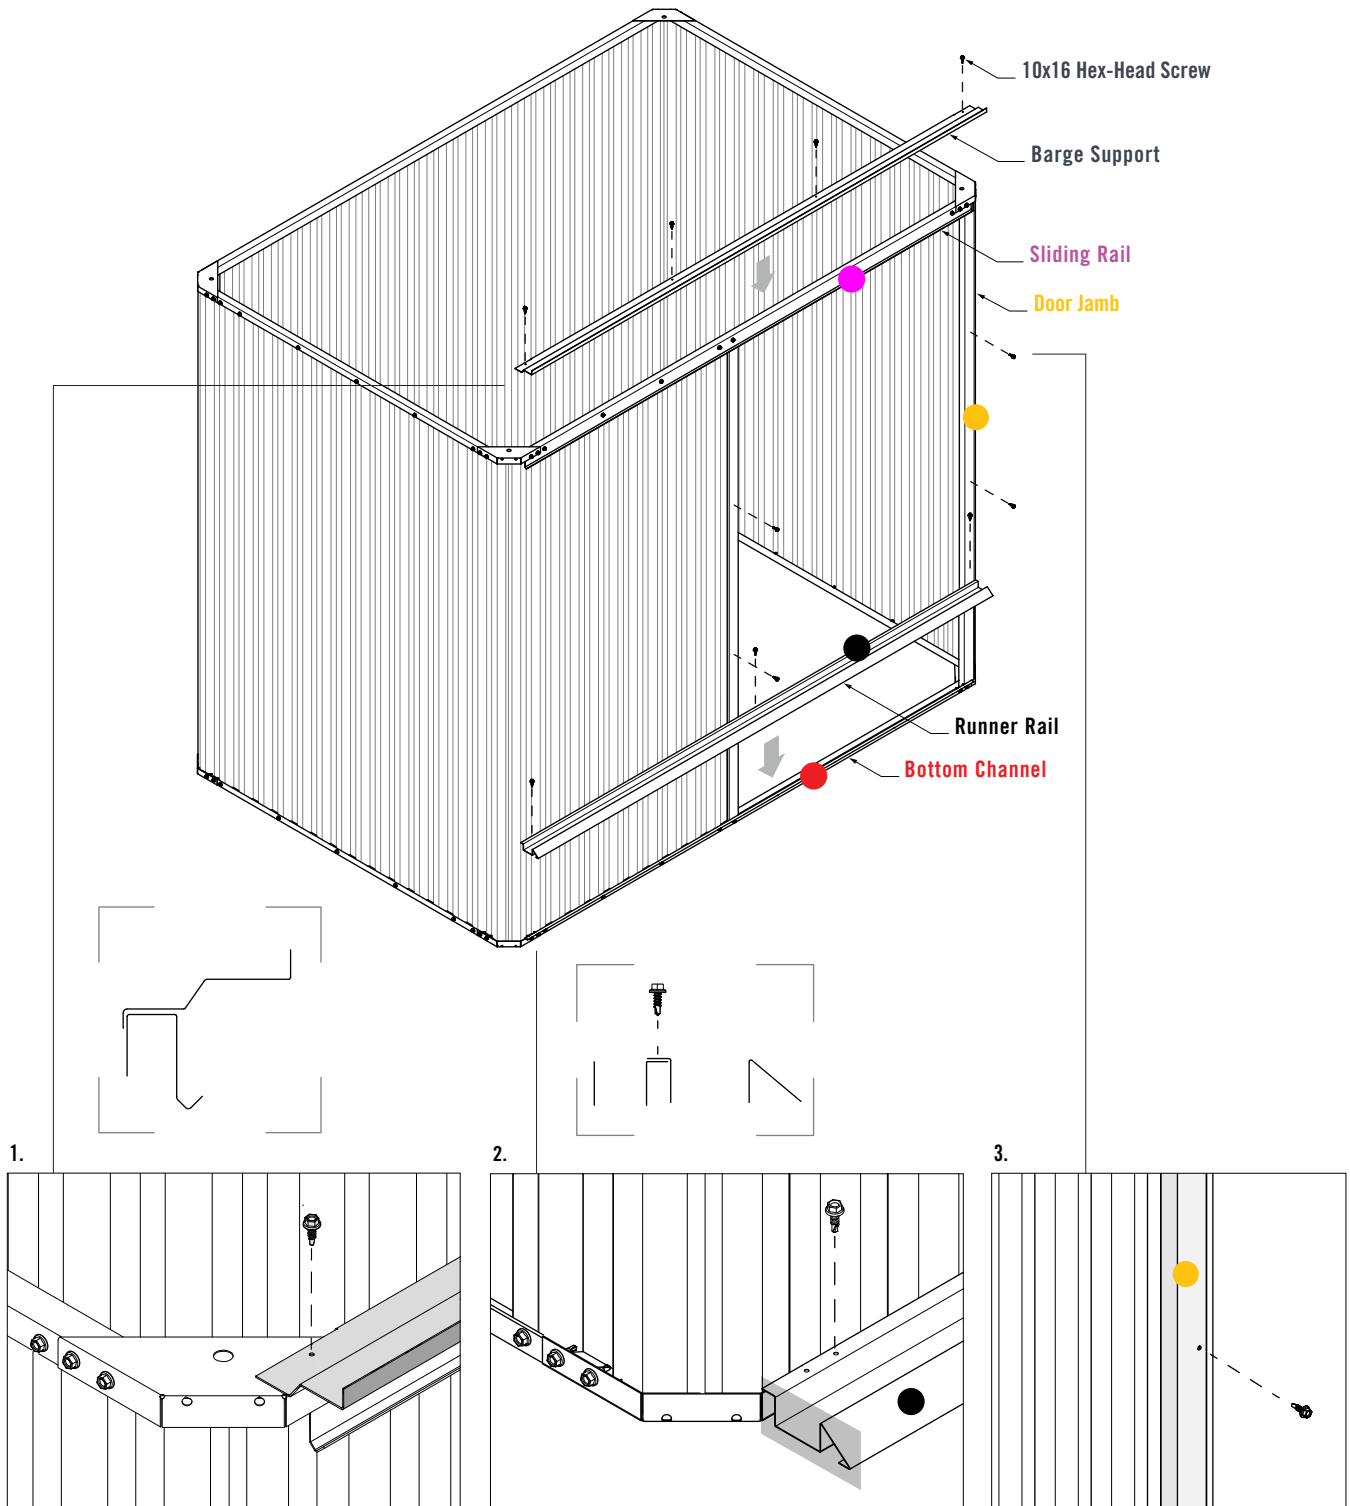 10x16 Hex-Head Screw
Barge Support
Sliding Rail
Door Jamb
Runner Rail
Bottom Channel
1.
2.
3.